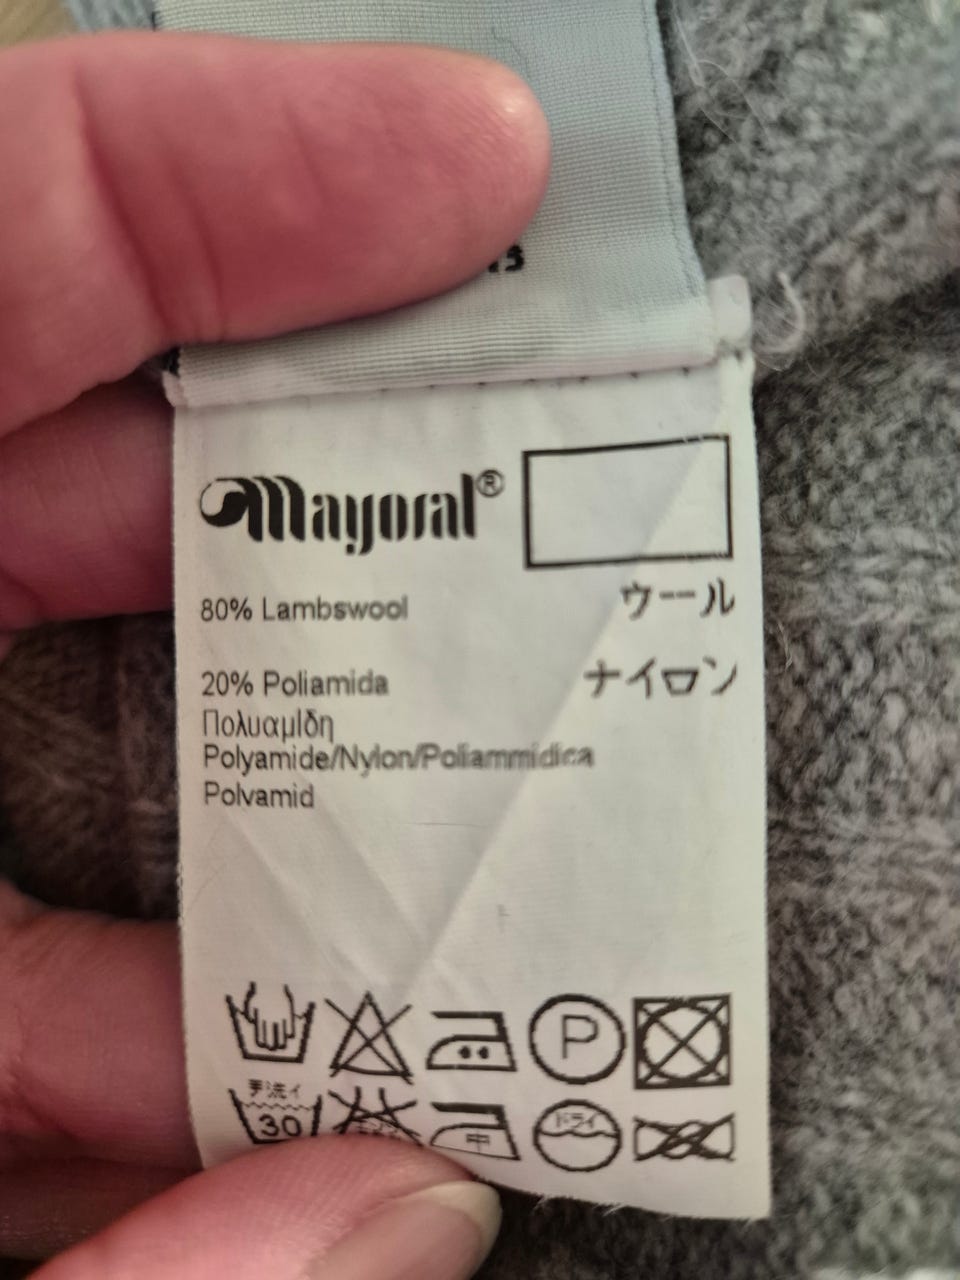 Mayoral®
80% Lambswool ウール
20% Poliamida ナイロン
Πολυαμlδη
Polyamide/Nylon/Poliammidica
Polvamid
P
手洗イ
30
中
ドライ